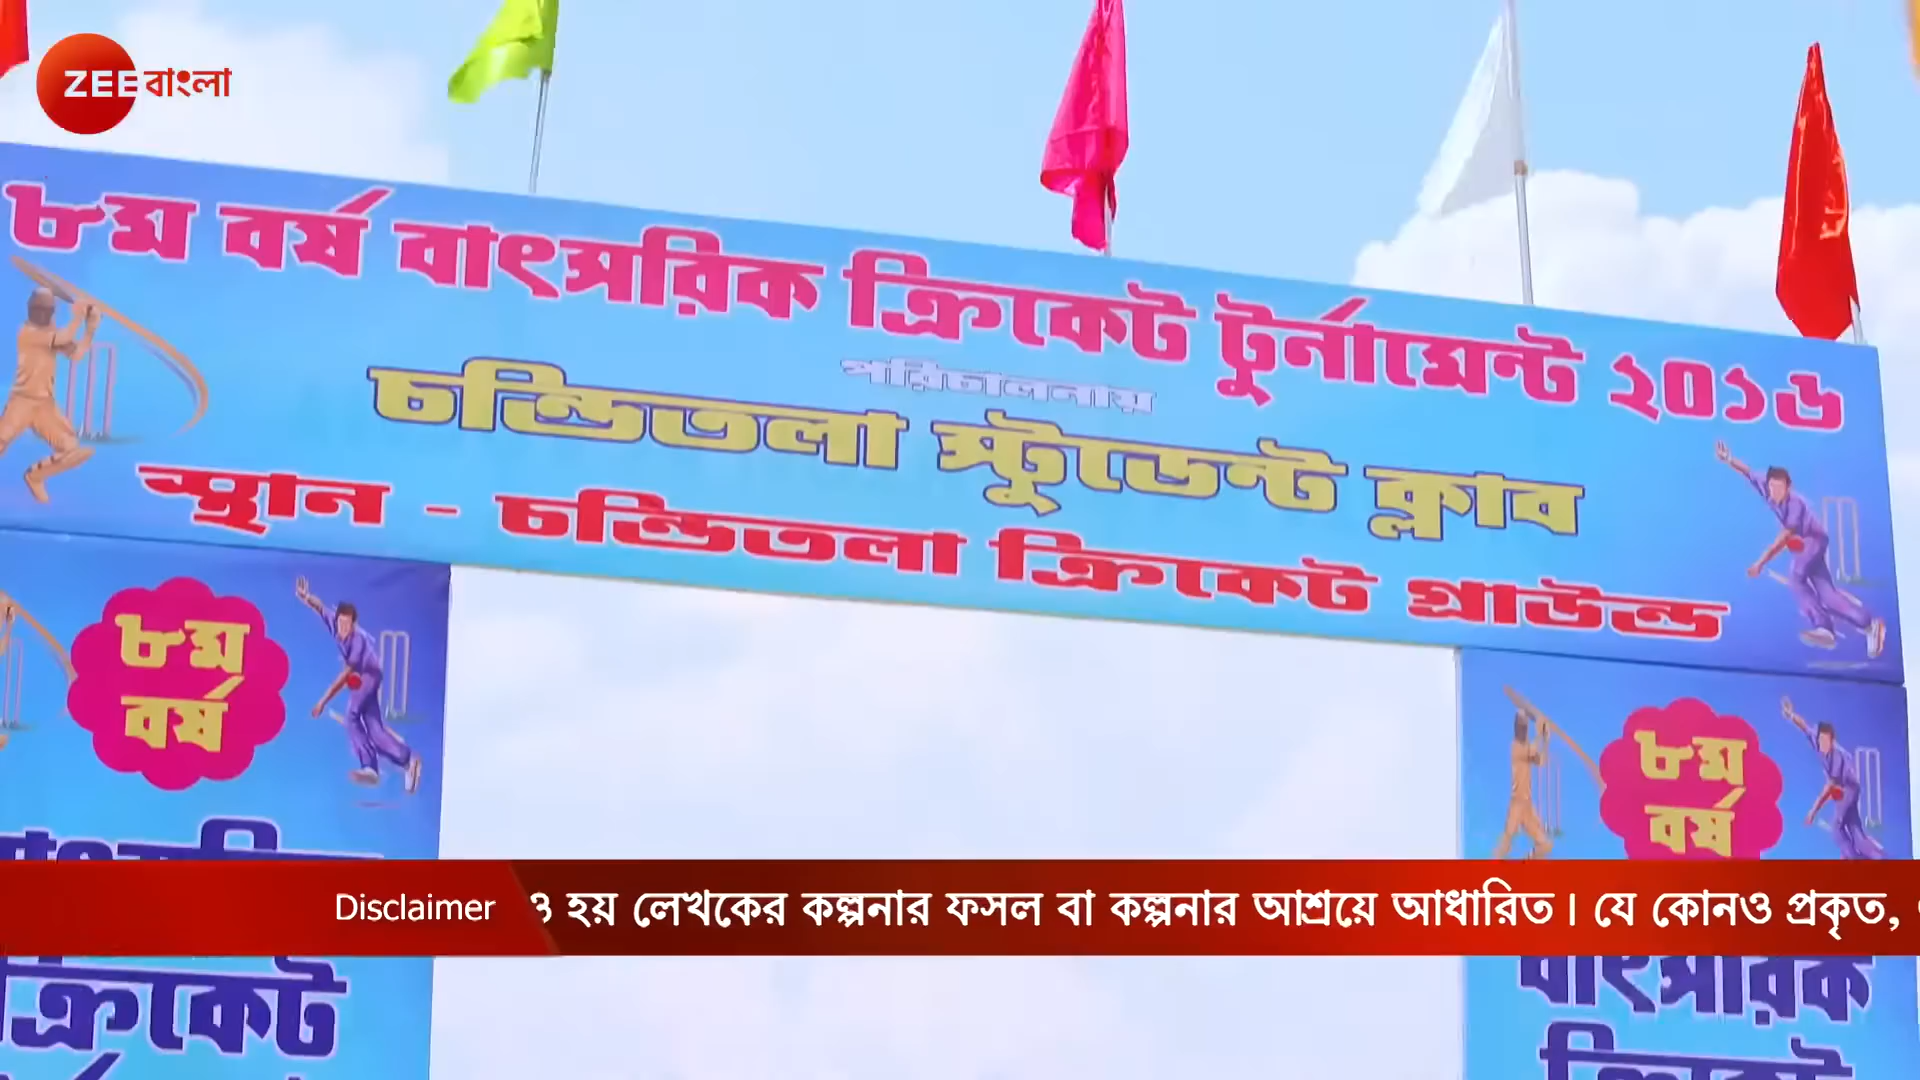 ZEE বাংলা
৮ম বর্ষ বাৎসরিক ক্রিকেট টুর্নামেন্ট ২০১৬
পরিচালনায়
চন্ডিতলা স্টুডেন্ট ক্লাব
স্থান - চন্ডিতলা ক্রিকেট গ্রাউন্ড
৮ম
বর্ষ
৮ম
বর্ষ
Disclaimer ও হয় লেখকের কল্পনার ফসল বা কল্পনার আশ্রয়ে আধারিত। যে কোনও প্রকৃত,
ক্রিকেট
বাৎসরিক